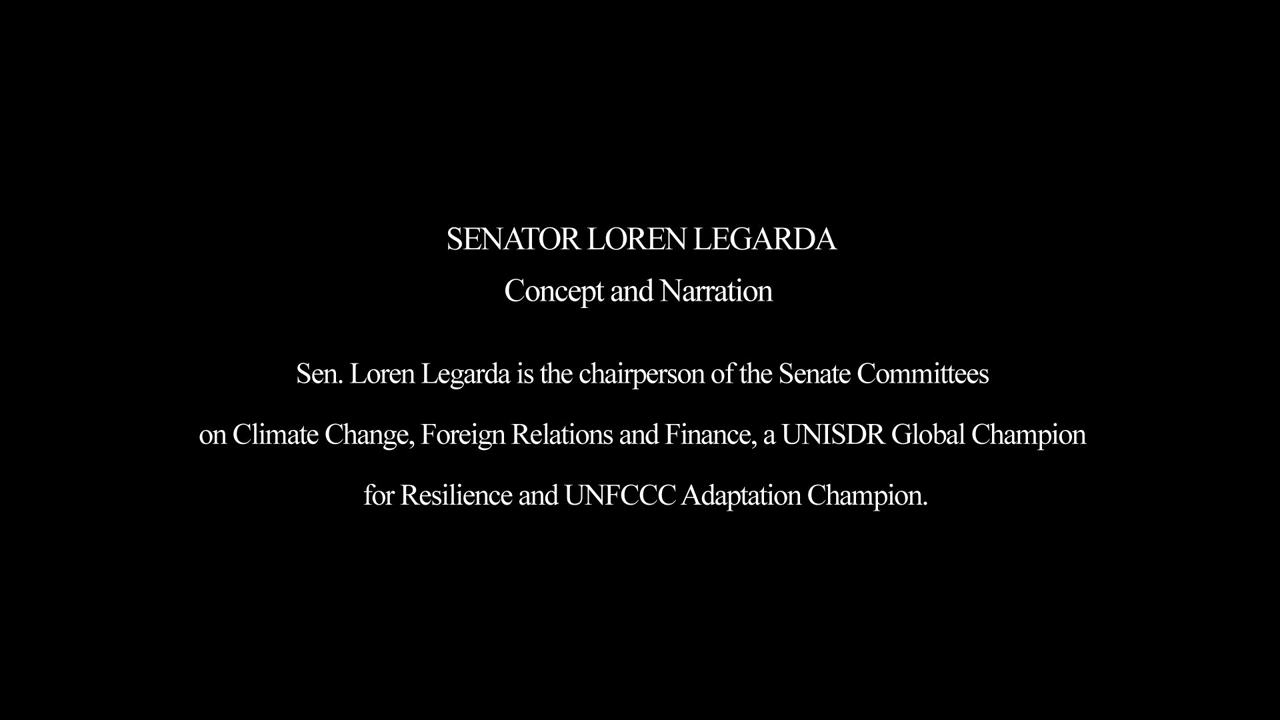 SENATOR LOREN LEGARDA
Concept and Narration
Sen. Loren Legarda is the chairperson of the Senate Committees
on Climate Change, Foreign Relations and Finance, a UNISDR Global Champion
for Resilience and UNFCCC Adaptation Champion.